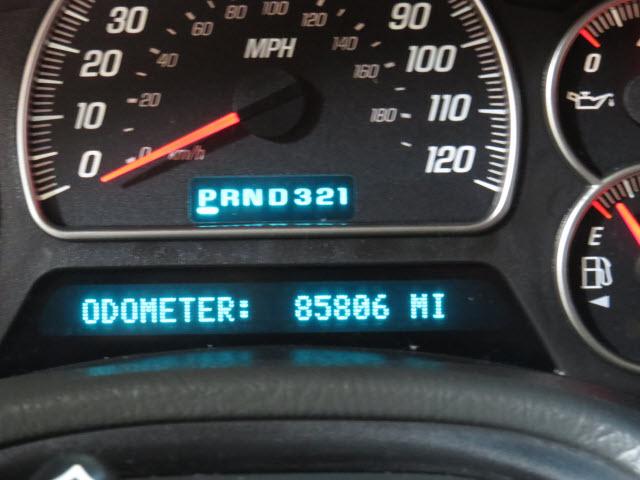 30 60 80 100 120 90
20 40 MPH 140 100
10 20 160 110
0 0 km/h 180 120
PRND321
ODOMETER: 85806 MI
0
E